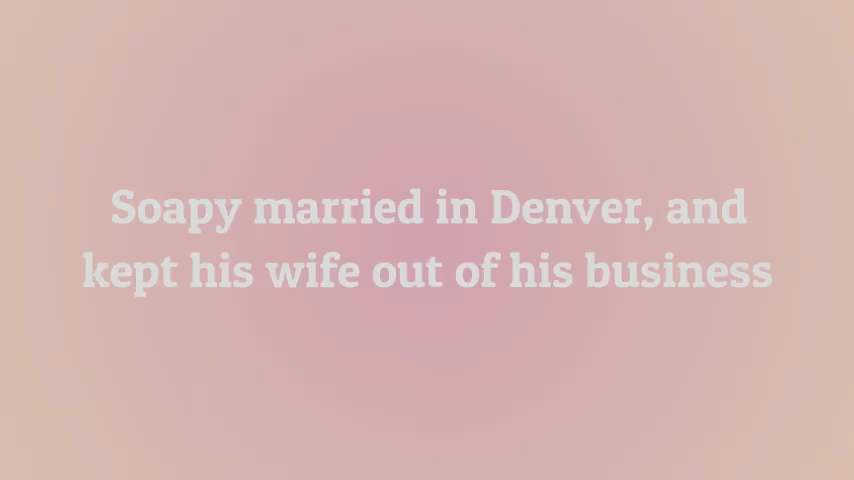 Soapy married in Denver, and
kept his wife out of his business